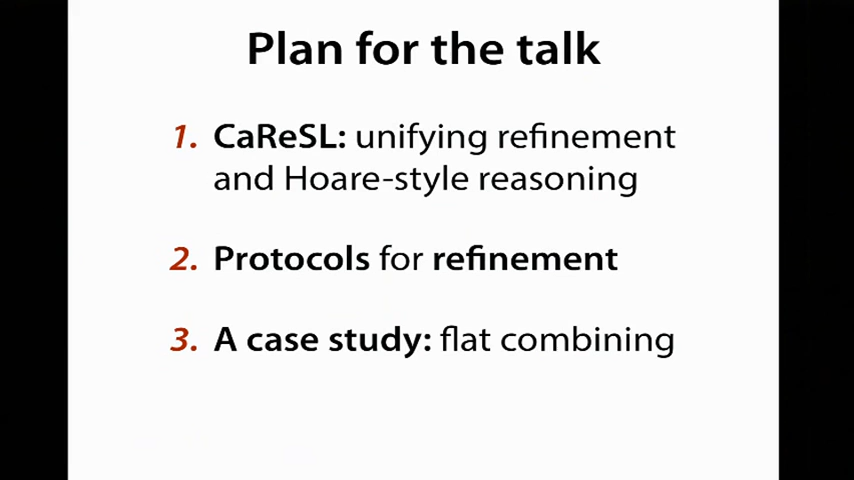 Plan for the talk
1. CaReSL: unifying refinement
and Hoare-style reasoning
2. Protocols for refinement
3. A case study: flat combining